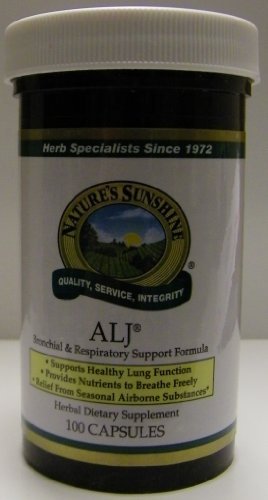 Herb Specialists Since 1972
NATURE'S SUNSHINE
®
QUALITY, SERVICE, INTEGRITY
ALJ®
Bronchial & Respiratory Support Formula
• Supports Healthy Lung Function
• Provides Nutrients to Breathe Freely
• Relief From Seasonal Airborne Substances*
Herbal Dietary Supplement
100 CAPSULES